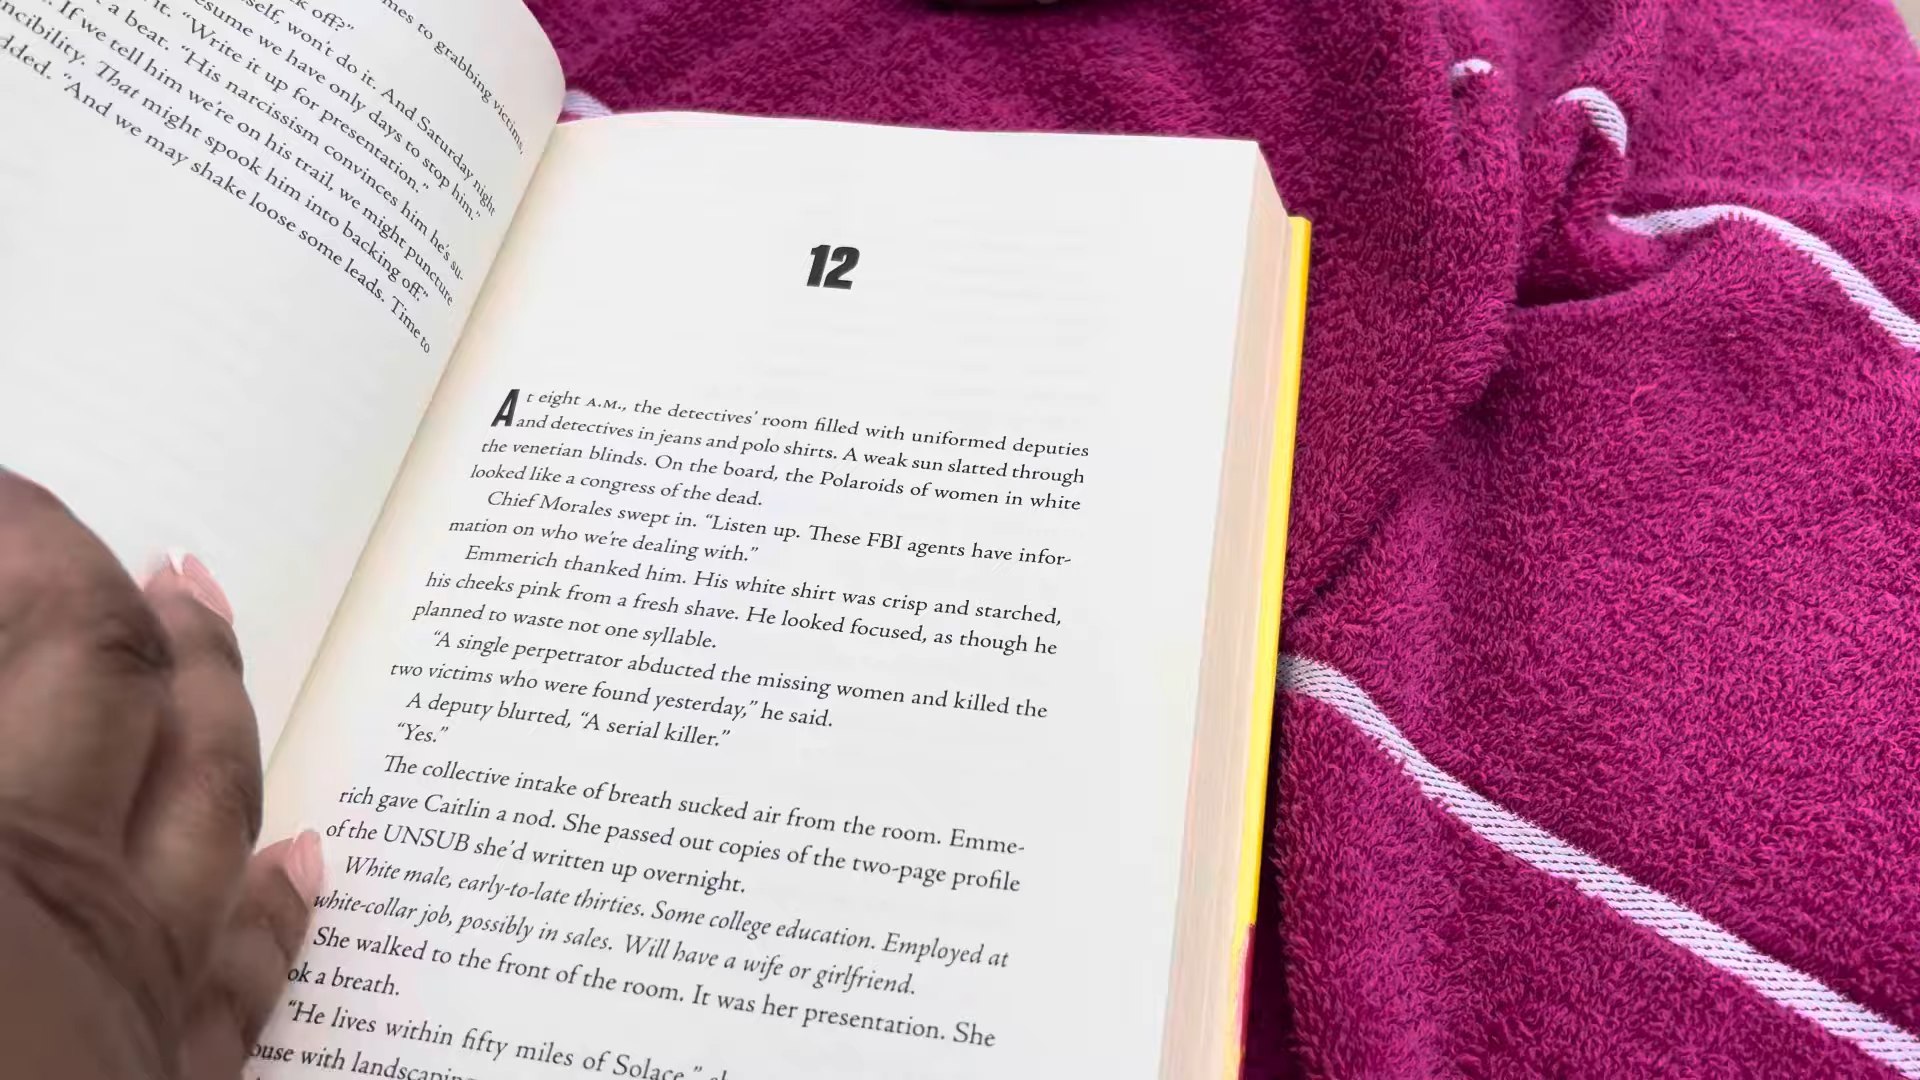 mes to grabbing victims,
ck off?"
self, won't do it. And Saturday night
esume we have only days to stop him."
it. "Write it up for presentation."
a beat. "His narcissism convinces him he's su-
If we tell him we're on his trail, we might puncture
ncibility. That might spook him into backing off."
dded. "And we may shake loose some leads. Time to
12
At eight A.M., the detectives' room filled with uniformed deputies
and detectives in jeans and polo shirts. A weak sun slatted through
the venetian blinds. On the board, the Polaroids of women in white
looked like a congress of the dead.
Chief Morales swept in. "Listen up. These FBI agents have infor-
mation on who we're dealing with."
Emmerich thanked him. His white shirt was crisp and starched,
his cheeks pink from a fresh shave. He looked focused, as though he
planned to waste not one syllable.
"A single perpetrator abducted the missing women and killed the
two victims who were found yesterday," he said.
A deputy blurted, "A serial killer."
"Yes."
The collective intake of breath sucked air from the room. Emme-
rich gave Caitlin a nod. She passed out copies of the two-page profile
of the UNSUB she'd written up overnight.
White male, early-to-late thirties. Some college education. Employed at
white-collar job, possibly in sales. Will have a wife or girlfriend.
She walked to the front of the room. It was her presentation. She
ok a breath.
"He lives within fifty miles of Solace," sh
ouse with landscaping